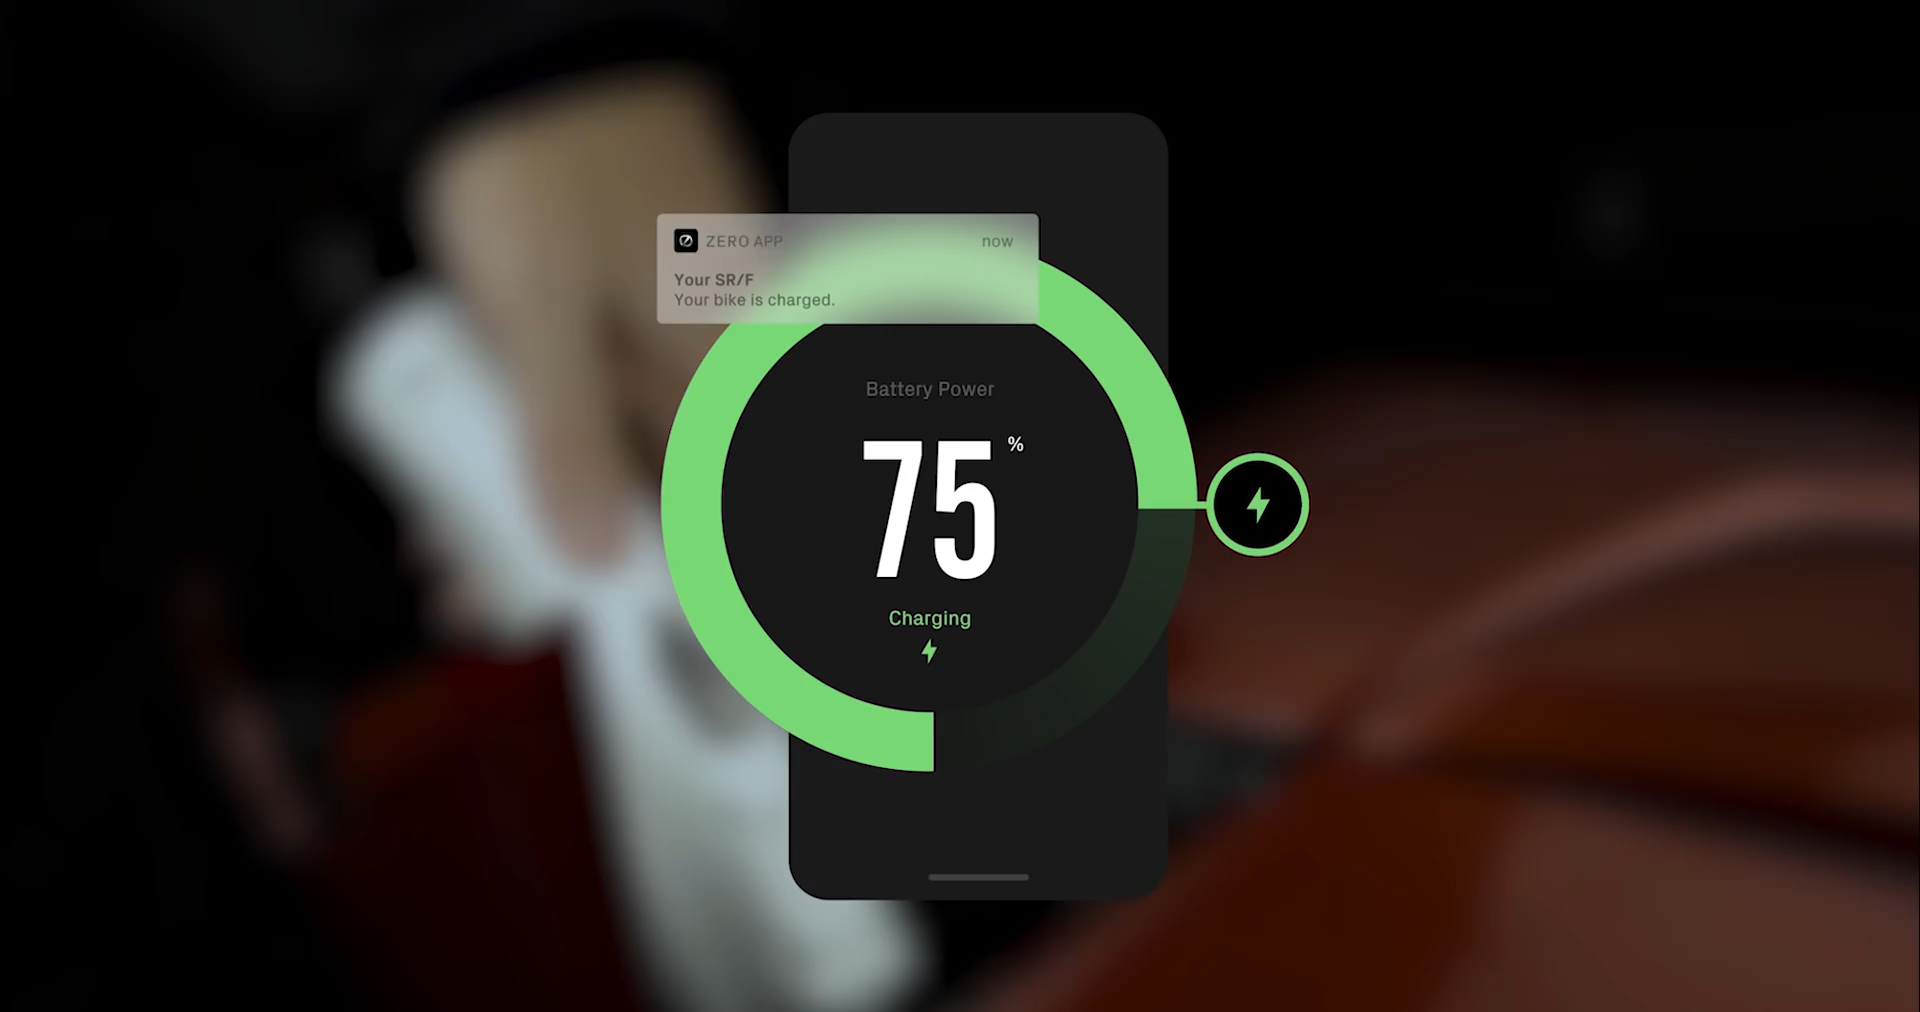 ZERO APP
now
Your SR/F
Your bike is charged.
Battery Power
75 %
Charging